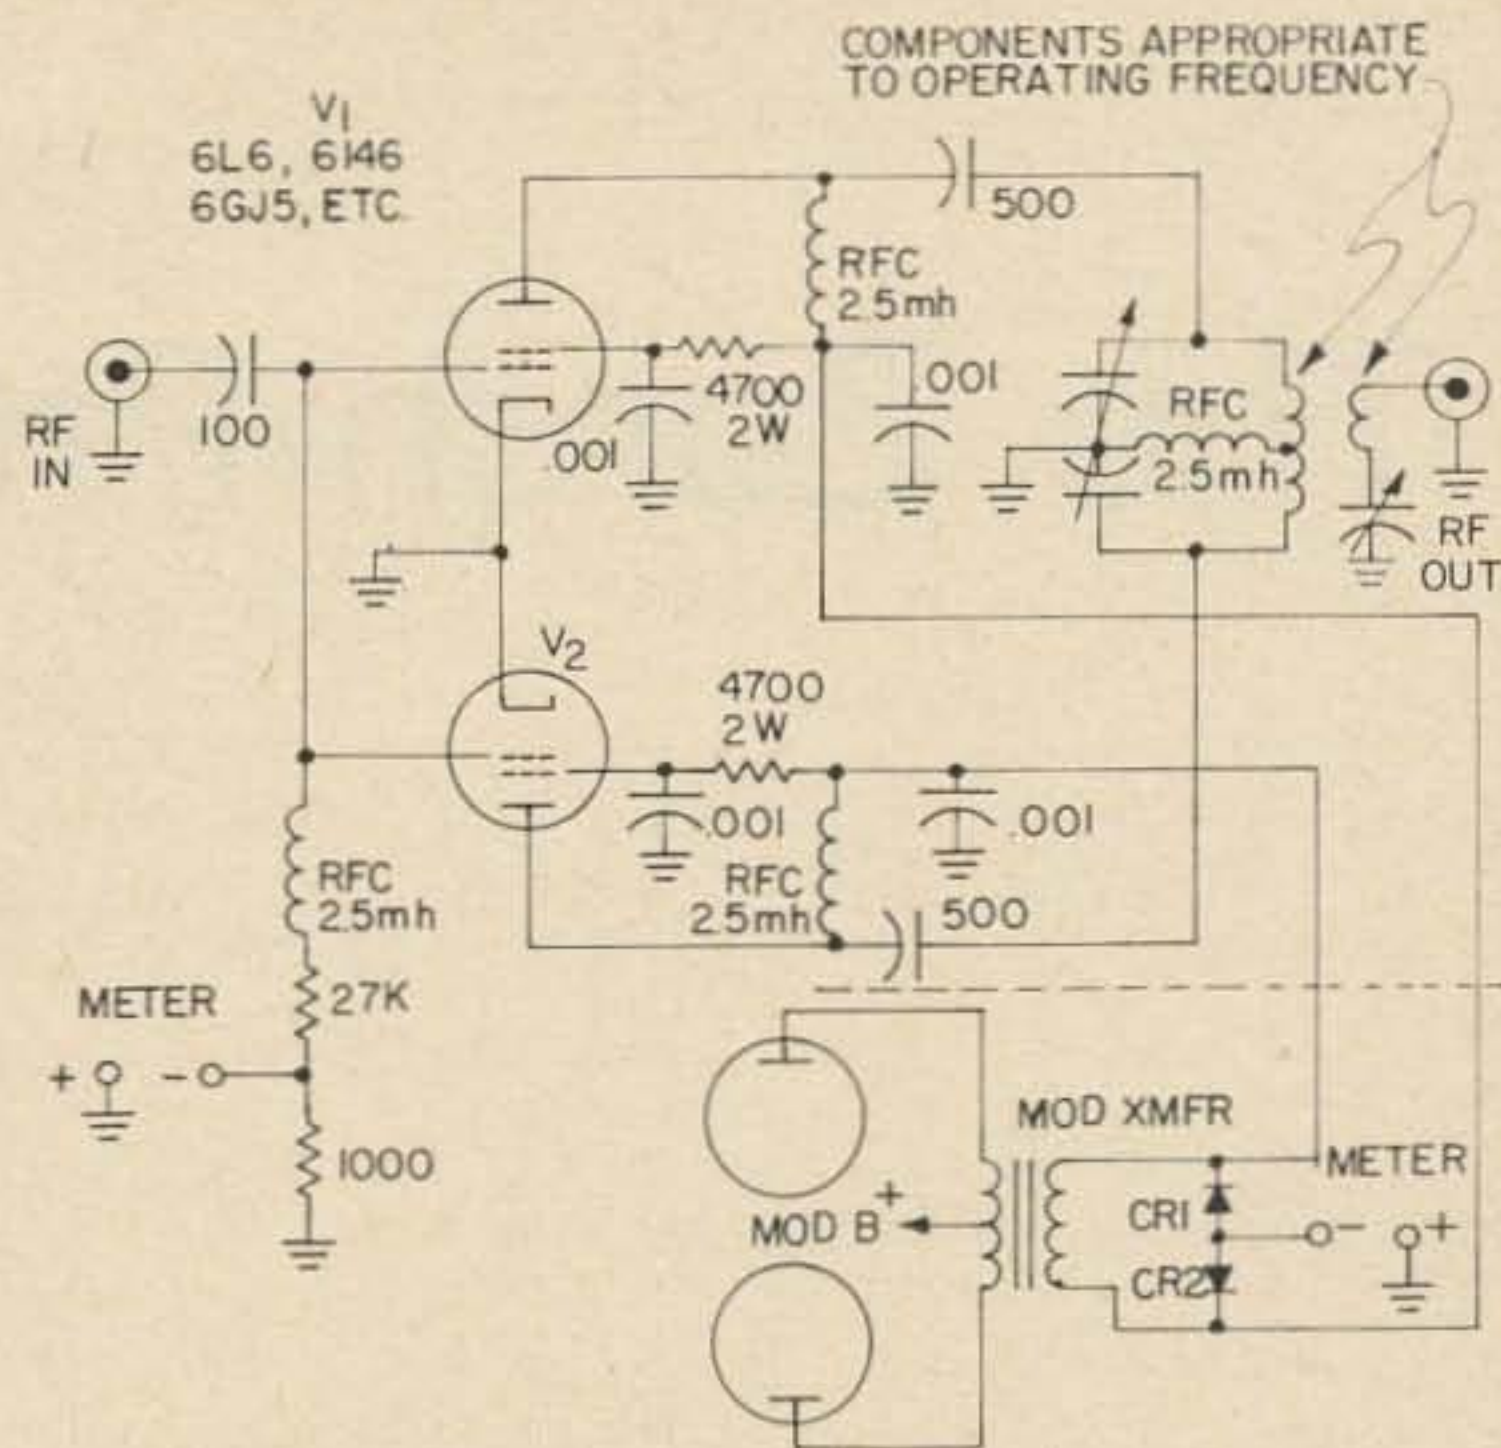 COMPONENTS APPROPRIATE
TO OPERATING FREQUENCY
V1
6L6, 6146
6GJ5, ETC.
500
RFC
2.5mh
RF
IN
100
.001
4700
2W
.001
RFC
2.5mh
RF
OUT
V2
4700
2W
.001
.001
RFC
2.5mh
RFC
2.5mh
500
METER
27K
+
-
1000
MOD XMFR
METER
MOD B+
CR1
-
+
CR2